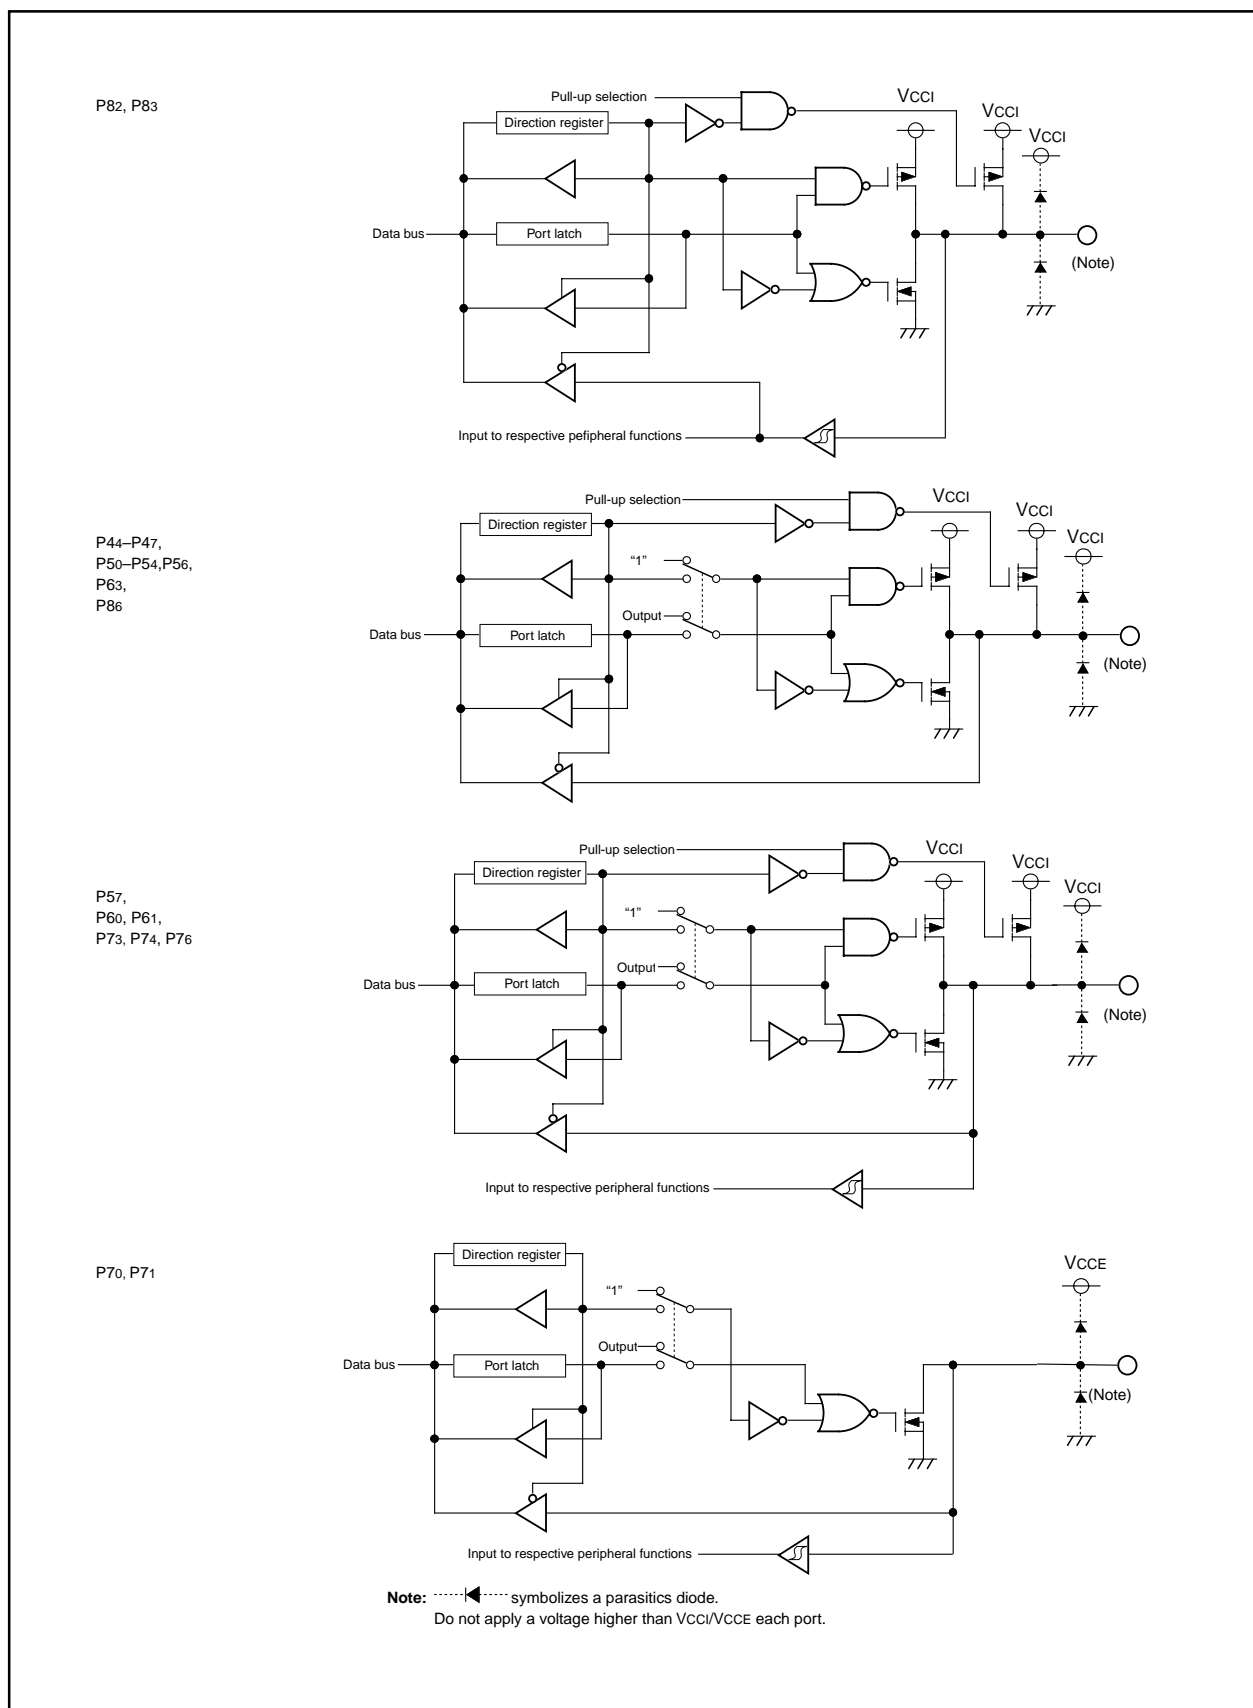 P82, P83
Pull-up selection
VCCI
VCCI
VCCI
Direction register
Data bus
Port latch
(Note)
Input to respective pefipheral functions
P44–P47,
P50–P54,P56,
P63,
P86
Pull-up selection
VCCI
VCCI
VCCI
Direction register
“1”
Output
Data bus
Port latch
(Note)
P57,
P60, P61,
P73, P74, P76
Pull-up selection
VCCI
VCCI
VCCI
Direction register
“1”
Output
Data bus
Port latch
(Note)
Input to respective peripheral functions
P70, P71
Direction register
VCCE
“1”
Output
Data bus
Port latch
(Note)
Input to respective peripheral functions
Note: symbolizes a parasitics diode.
Do not apply a voltage higher than VCCI/VCCE each port.